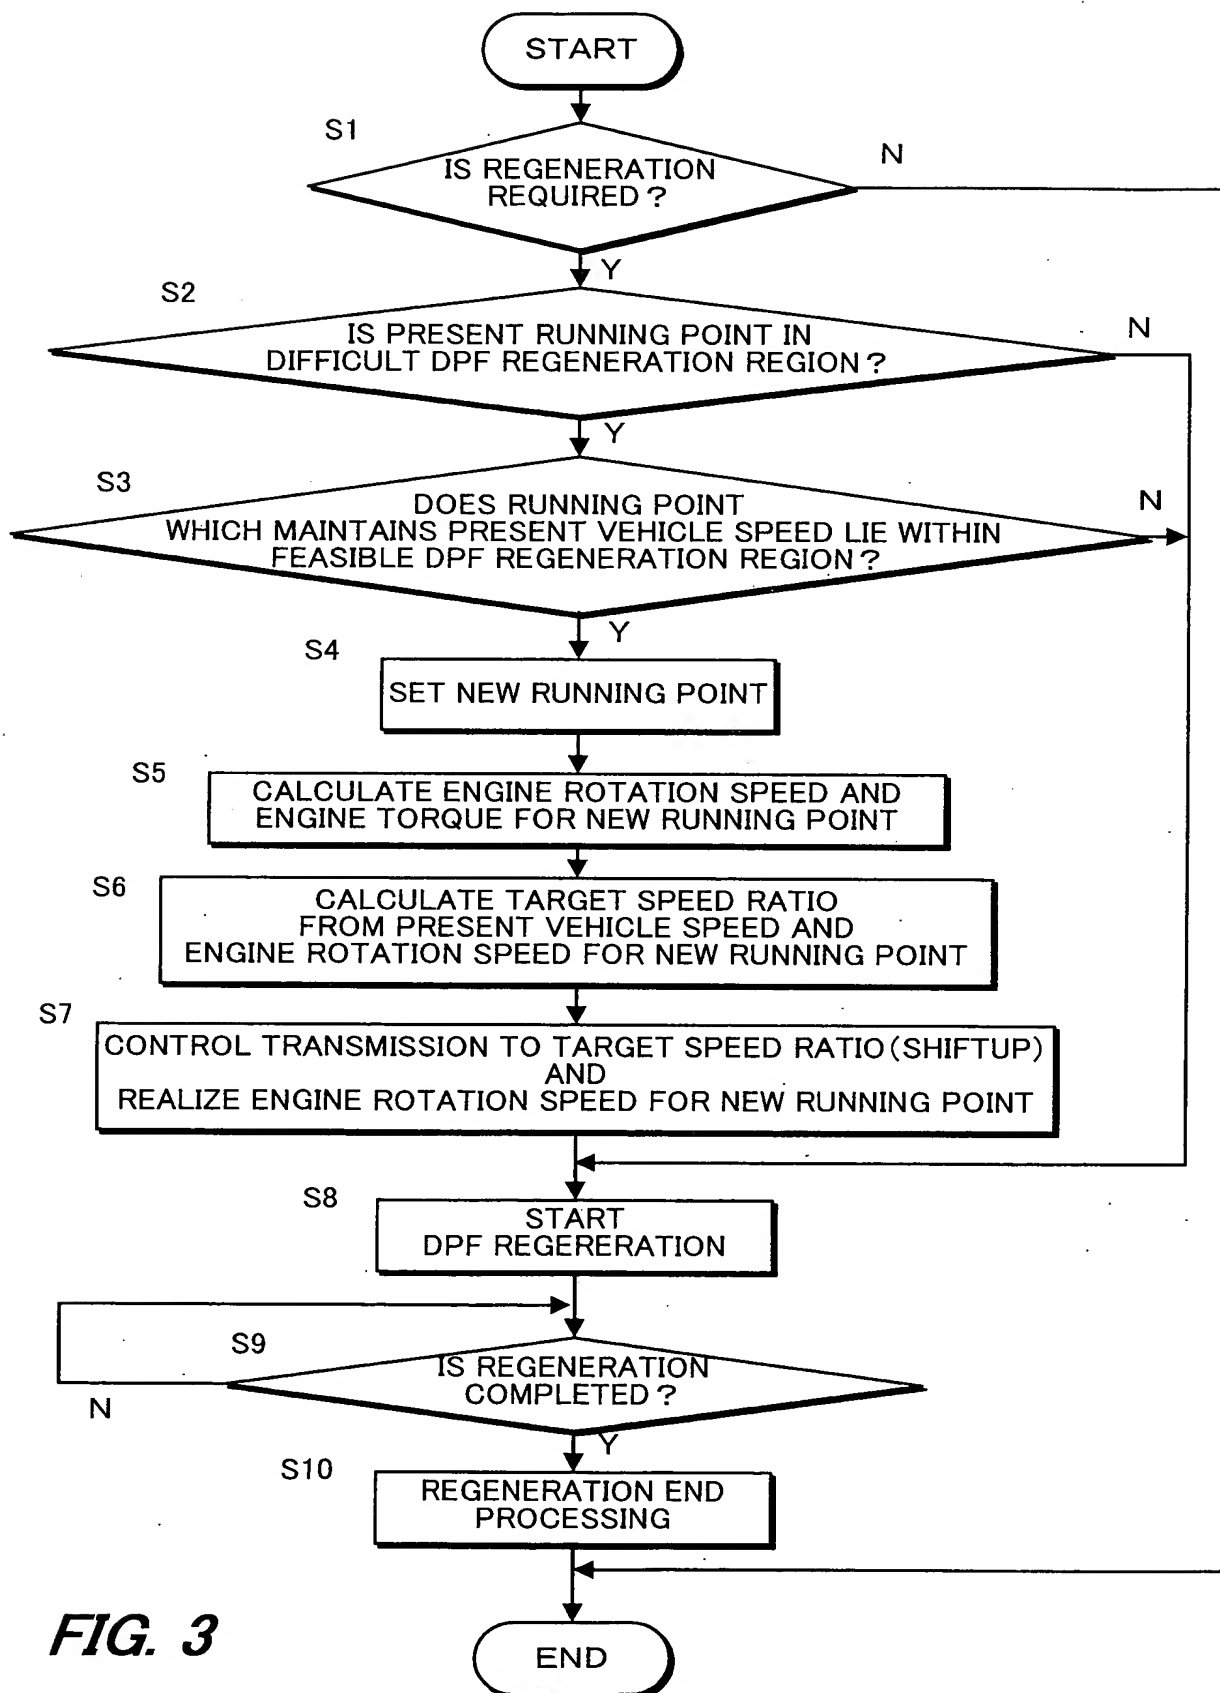 START
S1
IS REGENERATION
REQUIRED?
N
Y
S2
IS PRESENT RUNNING POINT IN
DIFFICULT DPF REGENERATION REGION?
N
Y
S3
DOES RUNNING POINT
WHICH MAINTAINS PRESENT VEHICLE SPEED LIE WITHIN
FEASIBLE DPF REGENERATION REGION?
N
Y
S4
SET NEW RUNNING POINT
S5
CALCULATE ENGINE ROTATION SPEED AND
ENGINE TORQUE FOR NEW RUNNING POINT
S6
CALCULATE TARGET SPEED RATIO
FROM PRESENT VEHICLE SPEED AND
ENGINE ROTATION SPEED FOR NEW RUNNING POINT
S7
CONTROL TRANSMISSION TO TARGET SPEED RATIO(SHIFTUP)
AND
REALIZE ENGINE ROTATION SPEED FOR NEW RUNNING POINT
S8
START
DPF REGERERATION
S9
IS REGENERATION
COMPLETED?
N
Y
S10
REGENERATION END
PROCESSING
END
FIG. 3